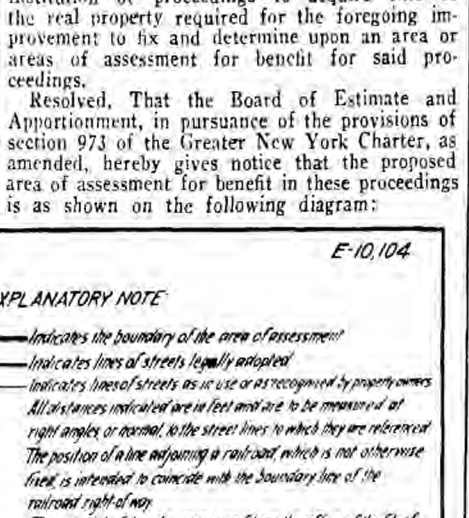 the real property required for the foregoing im-
provement to fix and determine upon an area or
areas of assessment for benefit for said pro-
ceedings.
Resolved, That the Board of Estimate and
Apportionment, in pursuance of the provisions of
section 973 of the Greater New York Charter, as
amended, hereby gives notice that the proposed
area of assessment for benefit in these proceedings
is as shown on the following diagram:
E-10,104
XPLANATORY NOTE
Indicates the boundary of the area of assessment
Indicates lines of streets legally adopted
Indicates lines of streets as in use or as recognized by property owners
All distances indicated are in feet and are to be measured at
right angles or normal, to the street lines to which they are referenced
The position of a line adjoining a railroad, which is not otherwise
fixed, is intended to coincide with the boundary line of the
railroad right-of-way